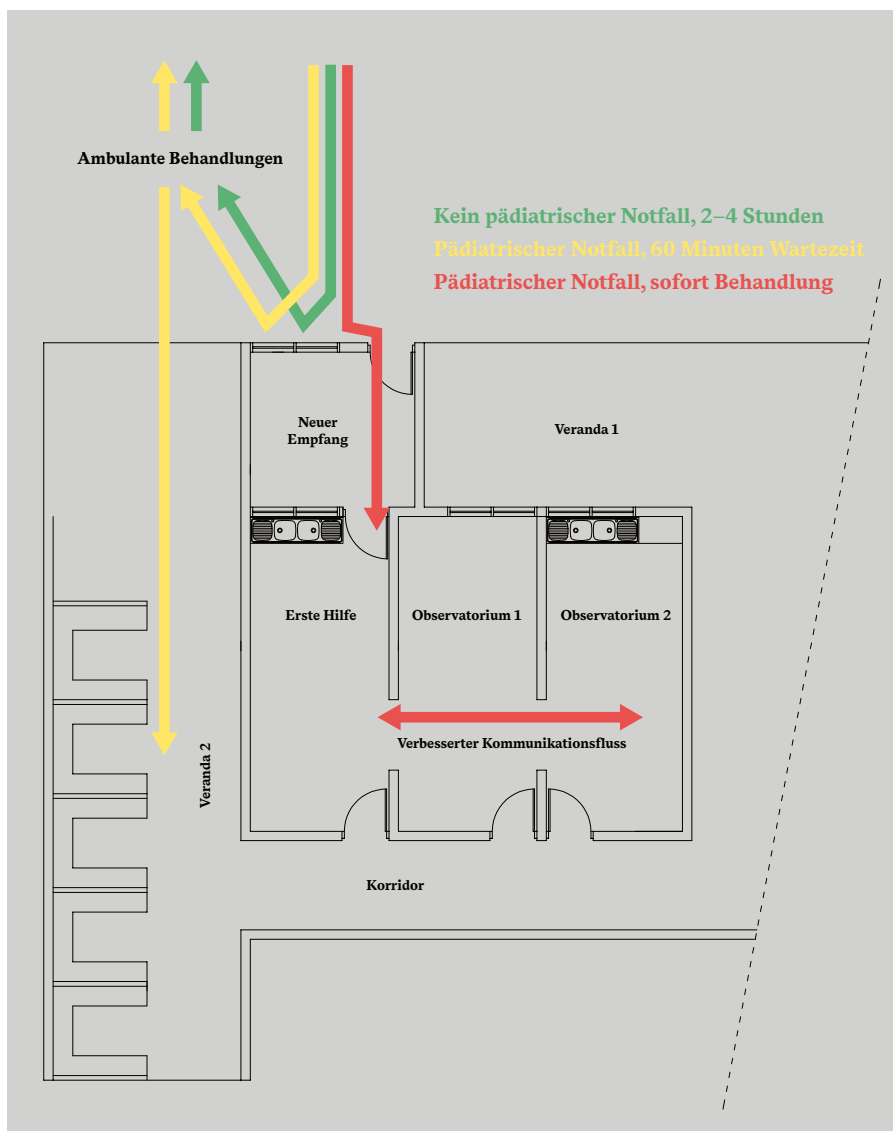 Ambulante Behandlungen
Kein pädiatrischer Notfall, 2–4 Stunden
Pädiatrischer Notfall, 60 Minuten Wartezeit
Pädiatrischer Notfall, sofort Behandlung
Neuer
Empfang
Veranda 1
Erste Hilfe
Observatorium 1
Observatorium 2
Verbesserter Kommunikationsfluss
Veranda 2
Korridor